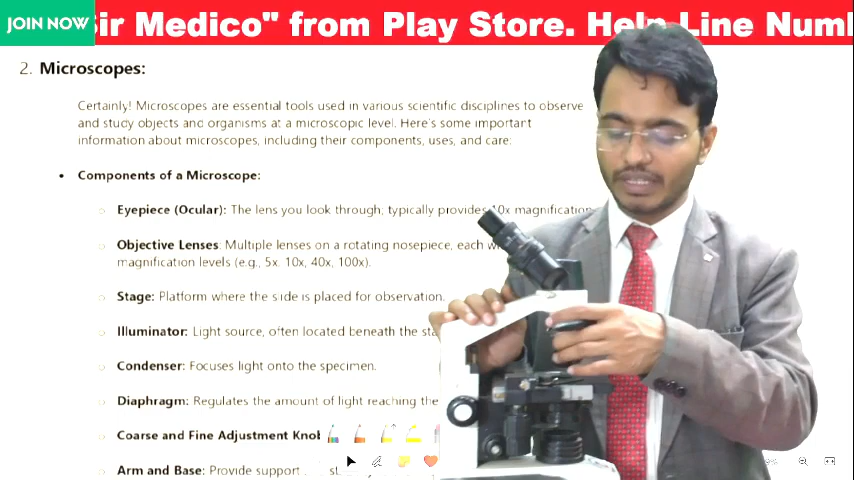 JOIN NOW
Sir Medico" from Play Store. Help Line Num
2. Microscopes:
Certainly! Microscopes are essential tools used in various scientific disciplines to observe
and study objects and organisms at a microscopic level. Here's some important
information about microscopes, including their components, uses, and care:
• Components of a Microscope:
○ Eyepiece (Ocular): The lens you look through, typically provides 10x magnification
○ Objective Lenses: Multiple lenses on a rotating nosepiece, each
magnification levels (e.g., 5x. 10x, 40x, 100x).
○ Stage: Platform where the slide is placed for observation.
○ Illuminator: Light source, often located beneath the
○ Condenser: Focuses light onto the specimen.
○ Diaphragm: Regulates the amount of light reaching the
○ Coarse and Fine Adjustment
○ Arm and Base: Provide support